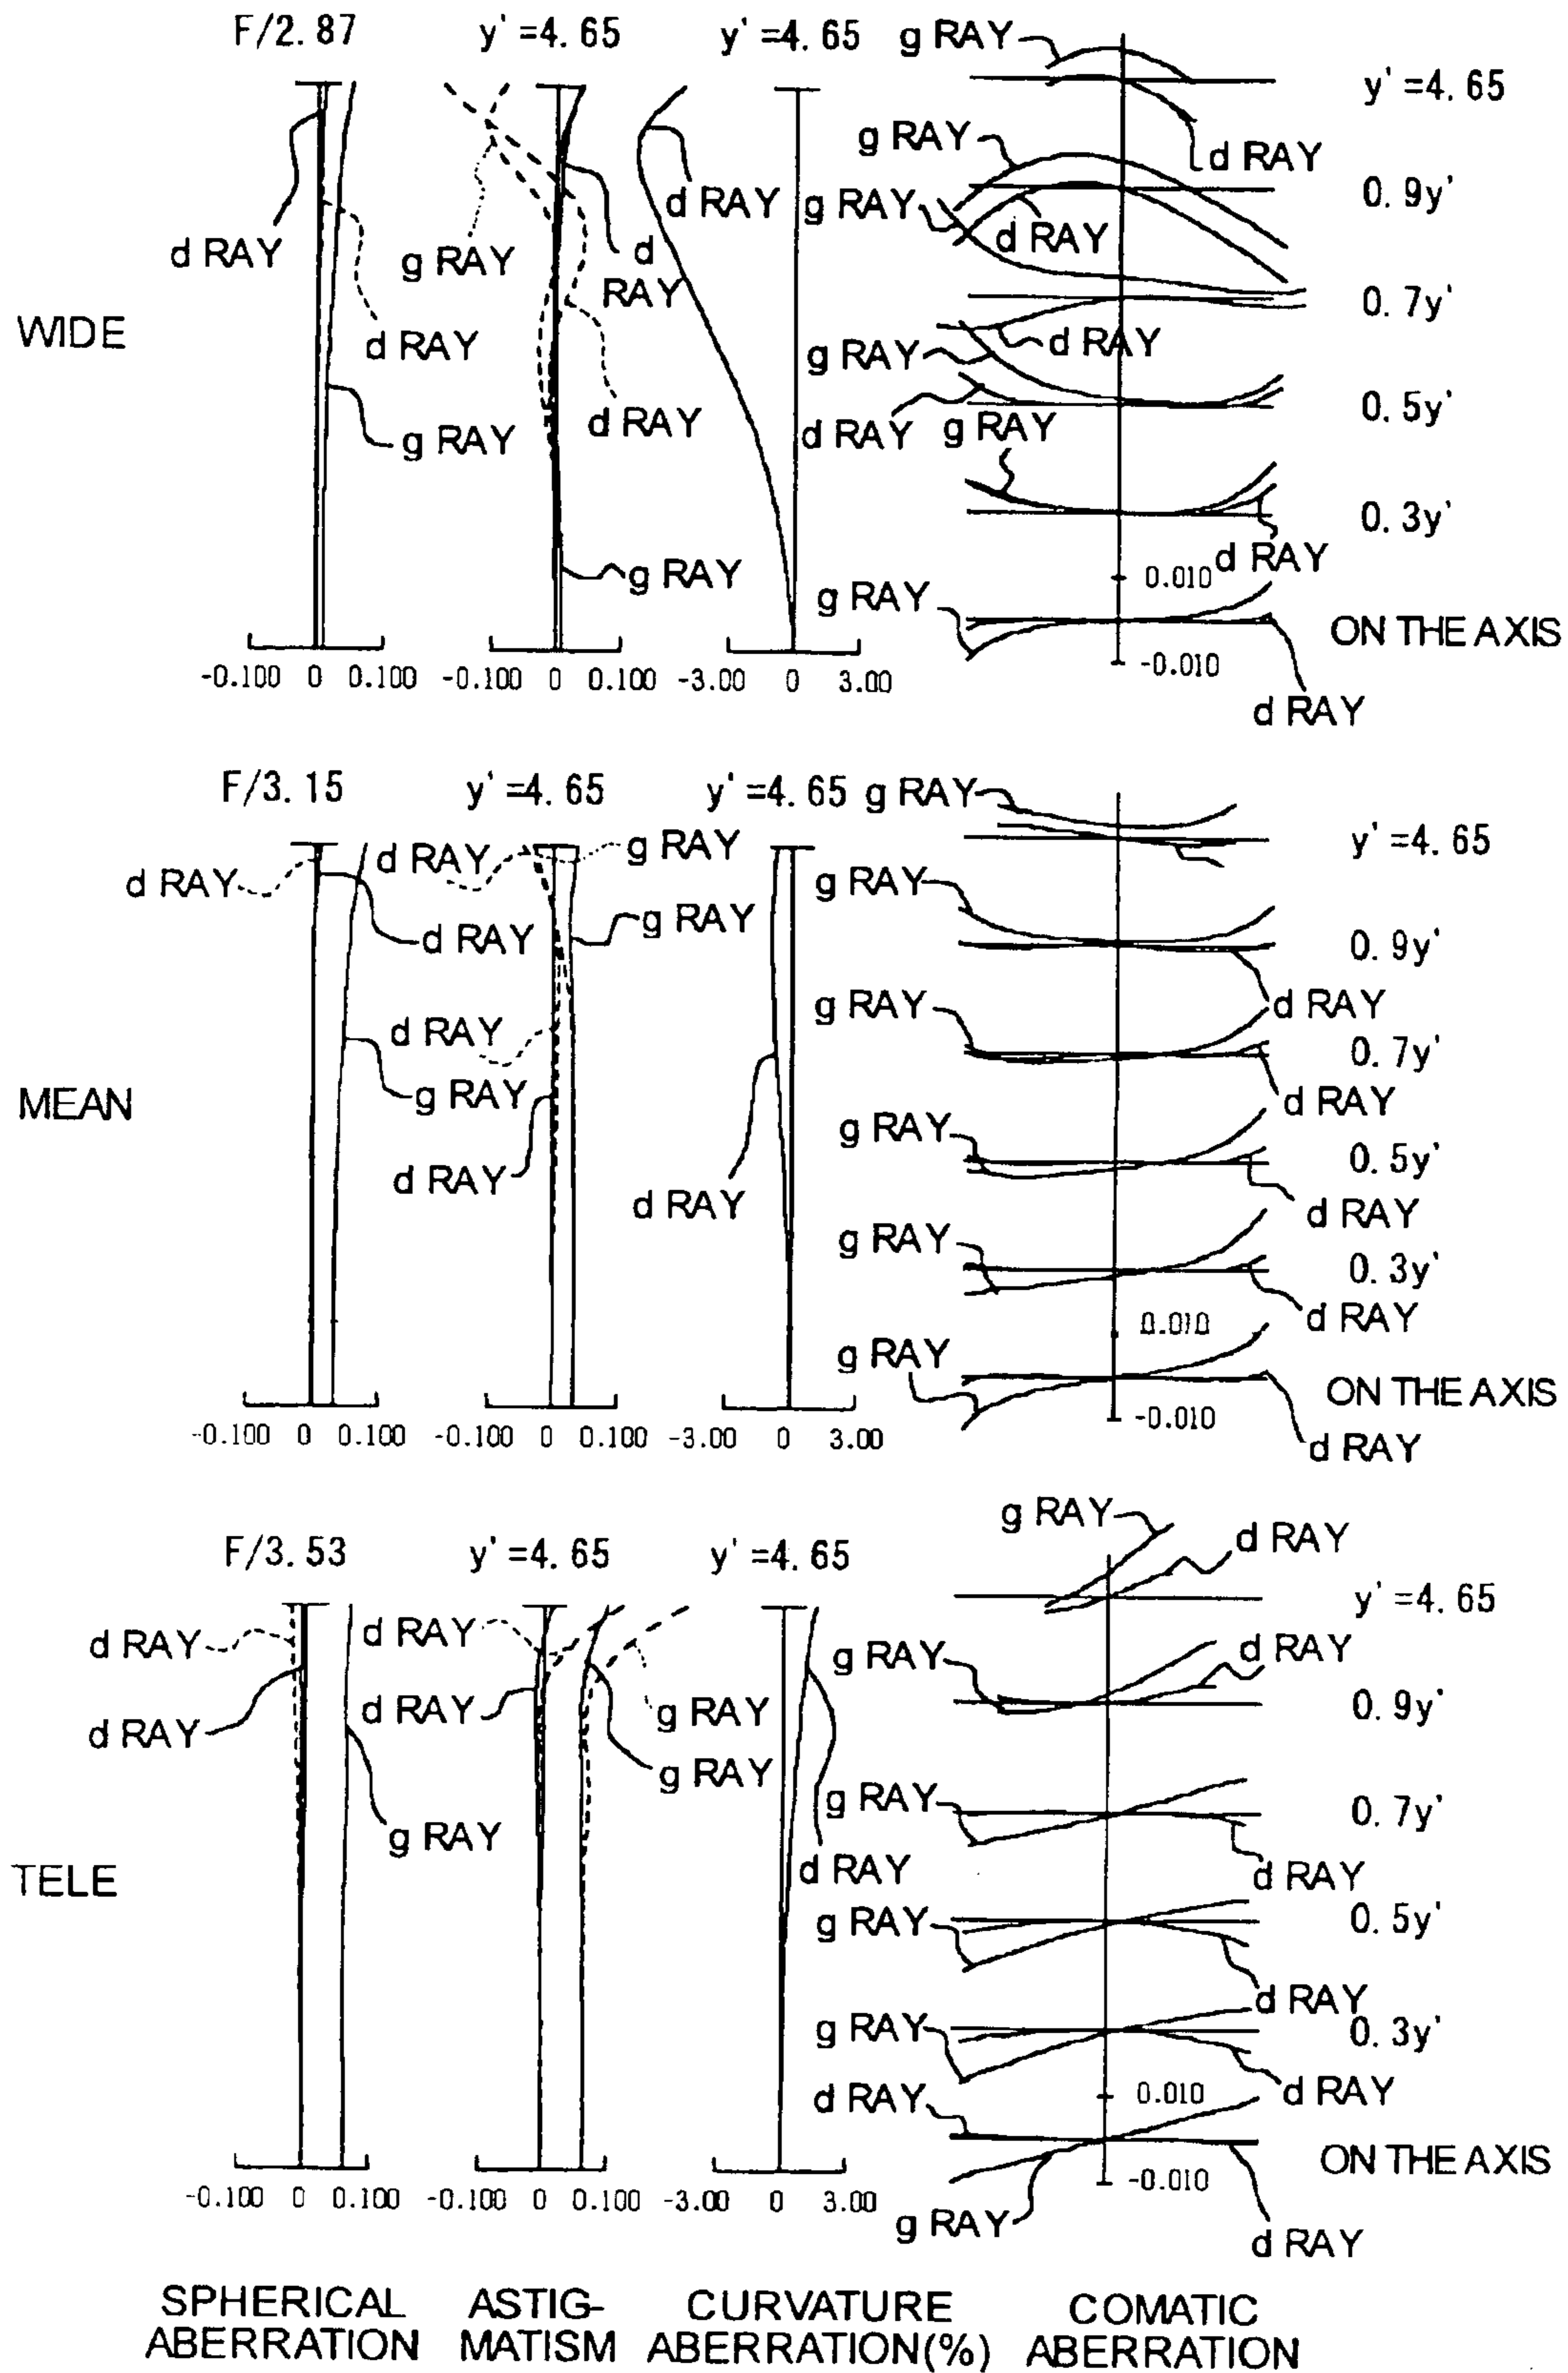 F/2.87 y'=4.65 y'=4.65 g RAY
y'=4.65
g RAY d RAY
d RAY g RAY 0.9y'
d RAY g RAY d d RAY
RAY
0.7y'
WIDE d RAY g RAY d RAY
g RAY d RAY d RAY g RAY 0.5y'
0.3y'
g RAY 0.010 d RAY
g RAY
ON THE AXIS
-0.100 0 0.100 -0.100 0 0.100 -3.00 0 3.00 -0.010
d RAY
F/3.15 y'=4.65 y'=4.65 g RAY
y'=4.65
d RAY d RAY g RAY g RAY
d RAY g RAY 0.9y'
d RAY
g RAY
d RAY 0.7y'
MEAN g RAY d RAY
g RAY
d RAY d RAY 0.5y'
d RAY
g RAY 0.3y'
0.010 d RAY
g RAY
ON THE AXIS
-0.100 0 0.100 -0.100 0 0.100 -3.00 0 3.00 -0.010
d RAY
g RAY
F/3.53 y'=4.65 y'=4.65 d RAY
y'=4.65
d RAY d RAY g RAY d RAY
d RAY d RAY g RAY 0.9y'
g RAY
g RAY 0.7y'
g RAY
TELE d RAY d RAY
g RAY 0.5y'
d RAY
g RAY 0.3y'
d RAY 0.010 d RAY
ON THE AXIS
-0.100 0 0.100 -0.100 0 0.100 -3.00 0 3.00 -0.010
g RAY d RAY
SPHERICAL ABERRATION
ASTIG-
MATISM
CURVATURE
ABERRATION(%)
COMATIC
ABERRATION